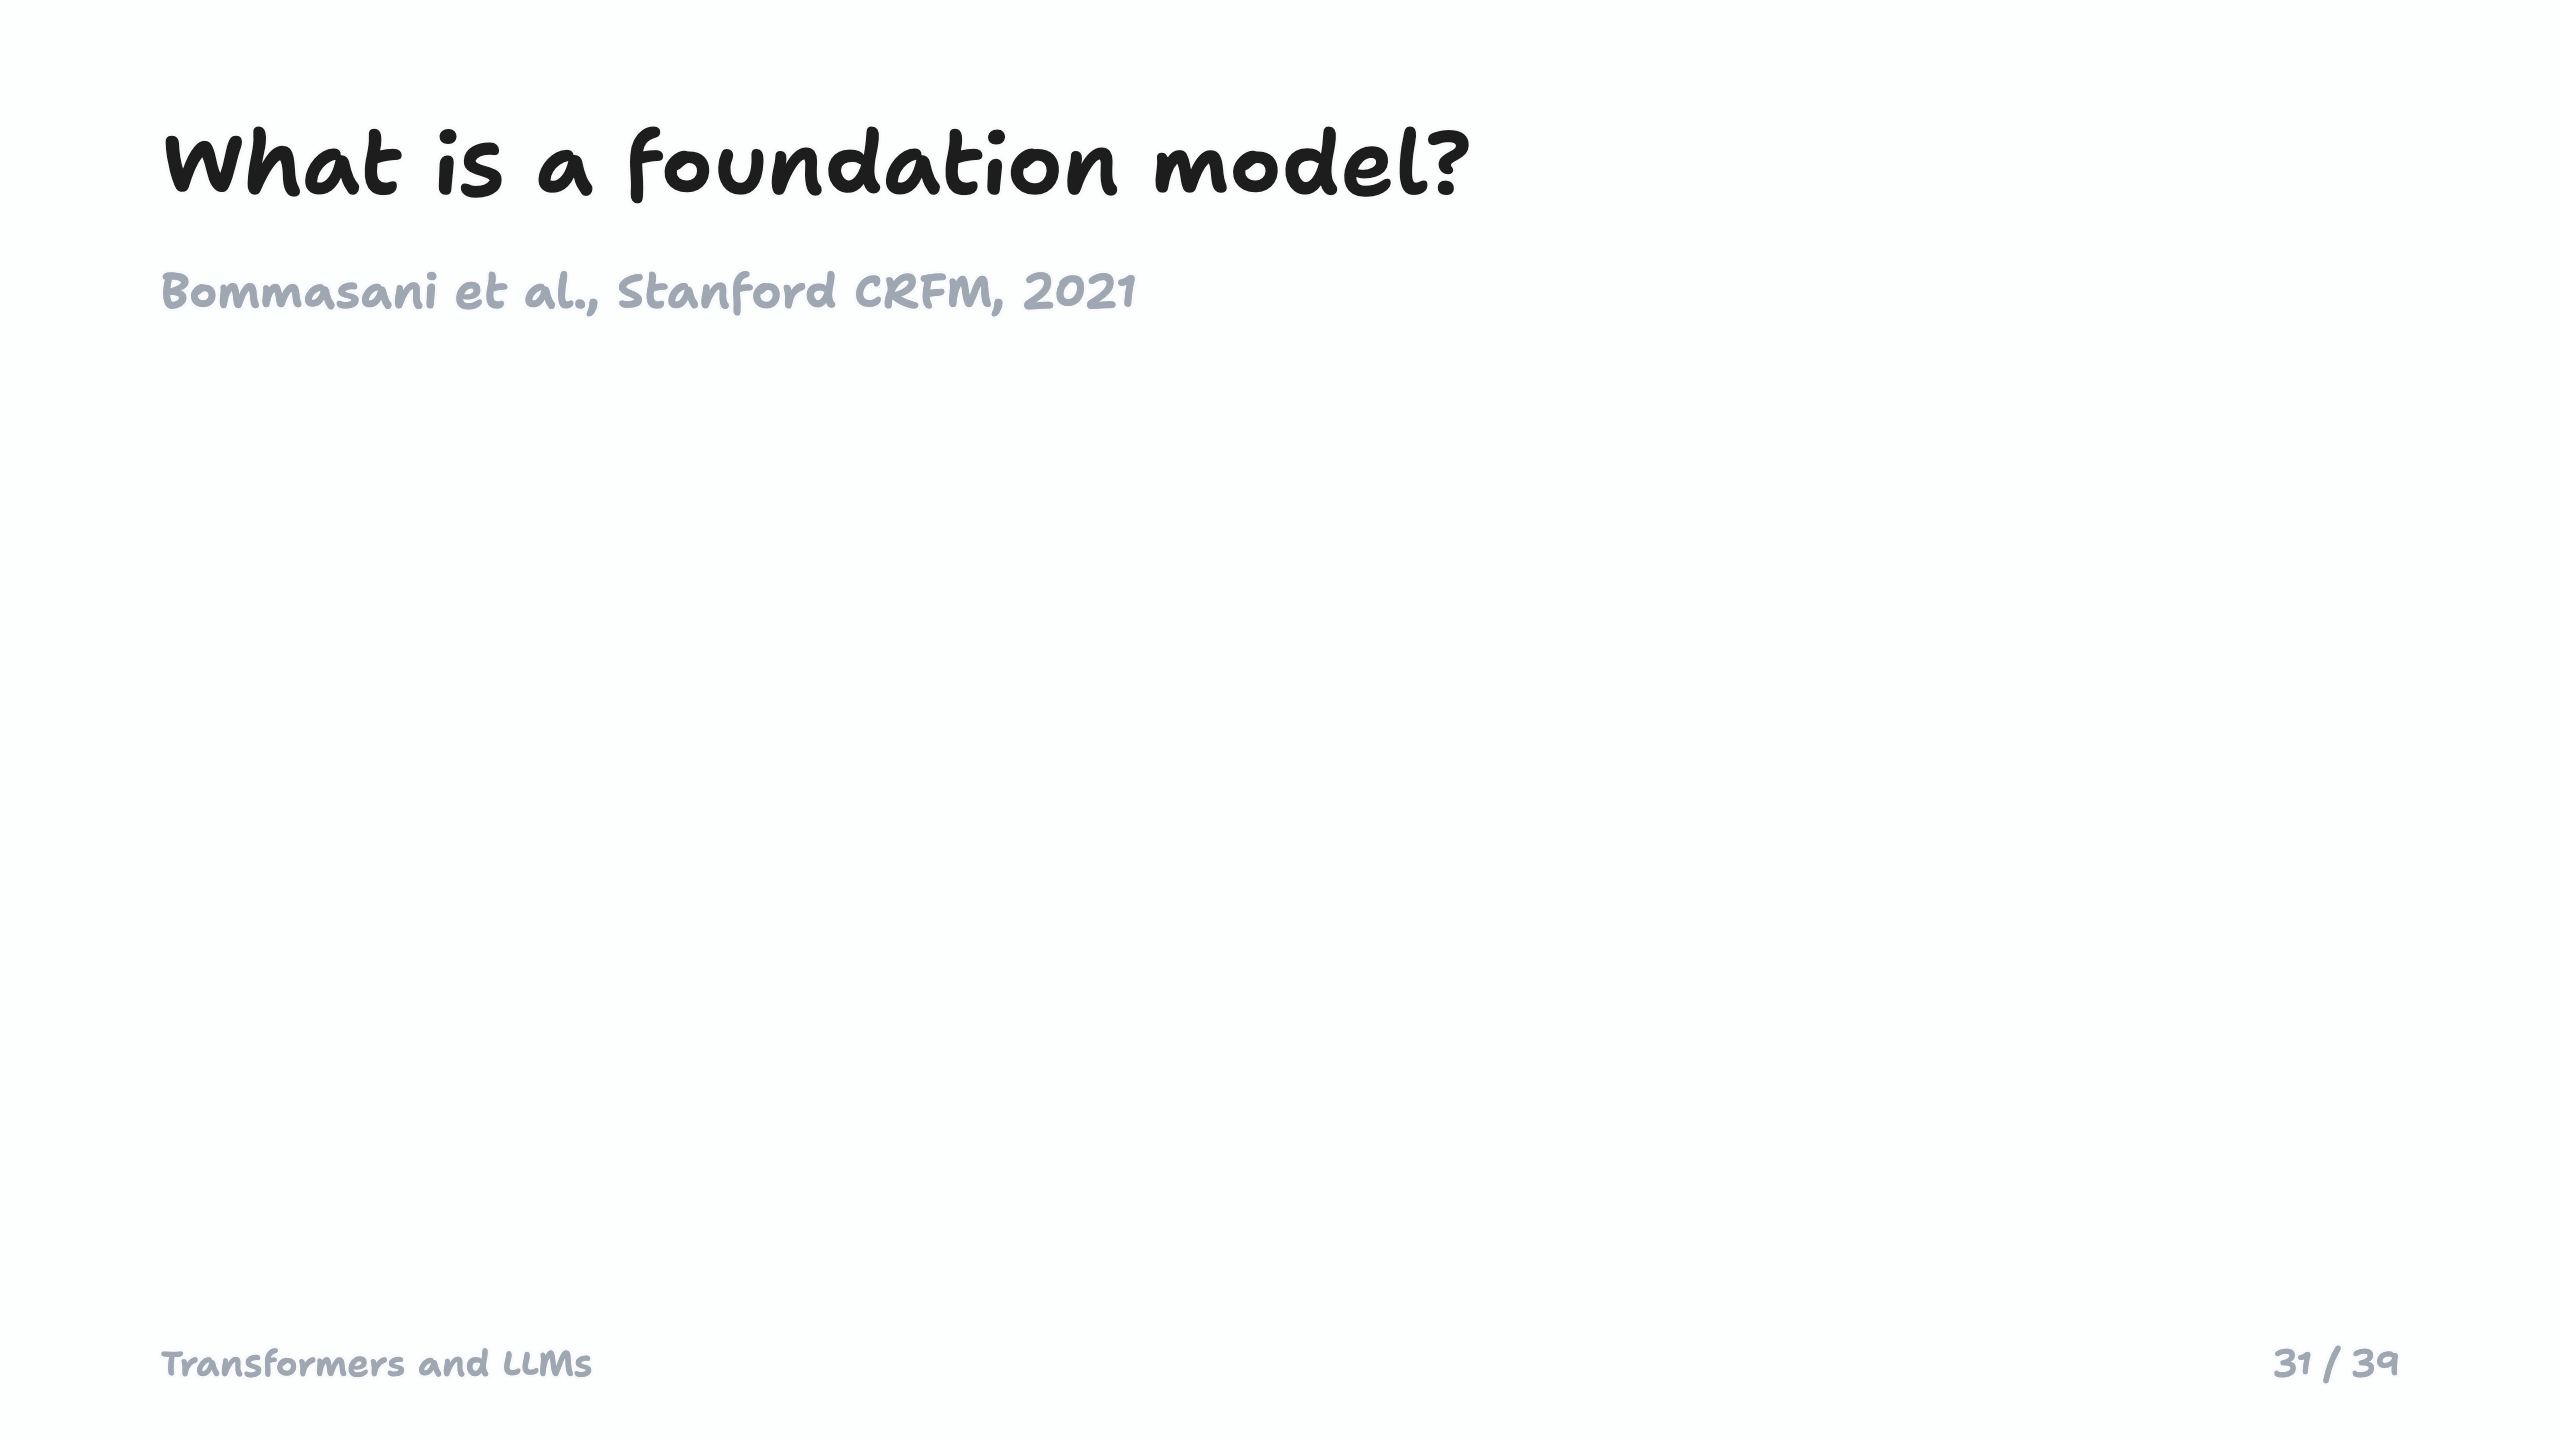 What is a foundation model?
Bommasani et al., Stanford CRFM, 2021
Transformers and LLMs
31 / 39